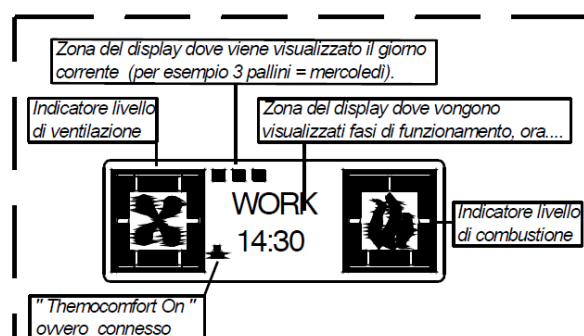 Zona del display dove viene visualizzato il giorno
corrente (per esempio 3 pallini = mercoledì).
Indicatore livello
di ventilazione
Zona del display dove vongono
visualizzati fasi di funzionamento, ora....
WORK
14:30
Indicatore livello
di combustione
" Themocomfort On "
ovvero connesso